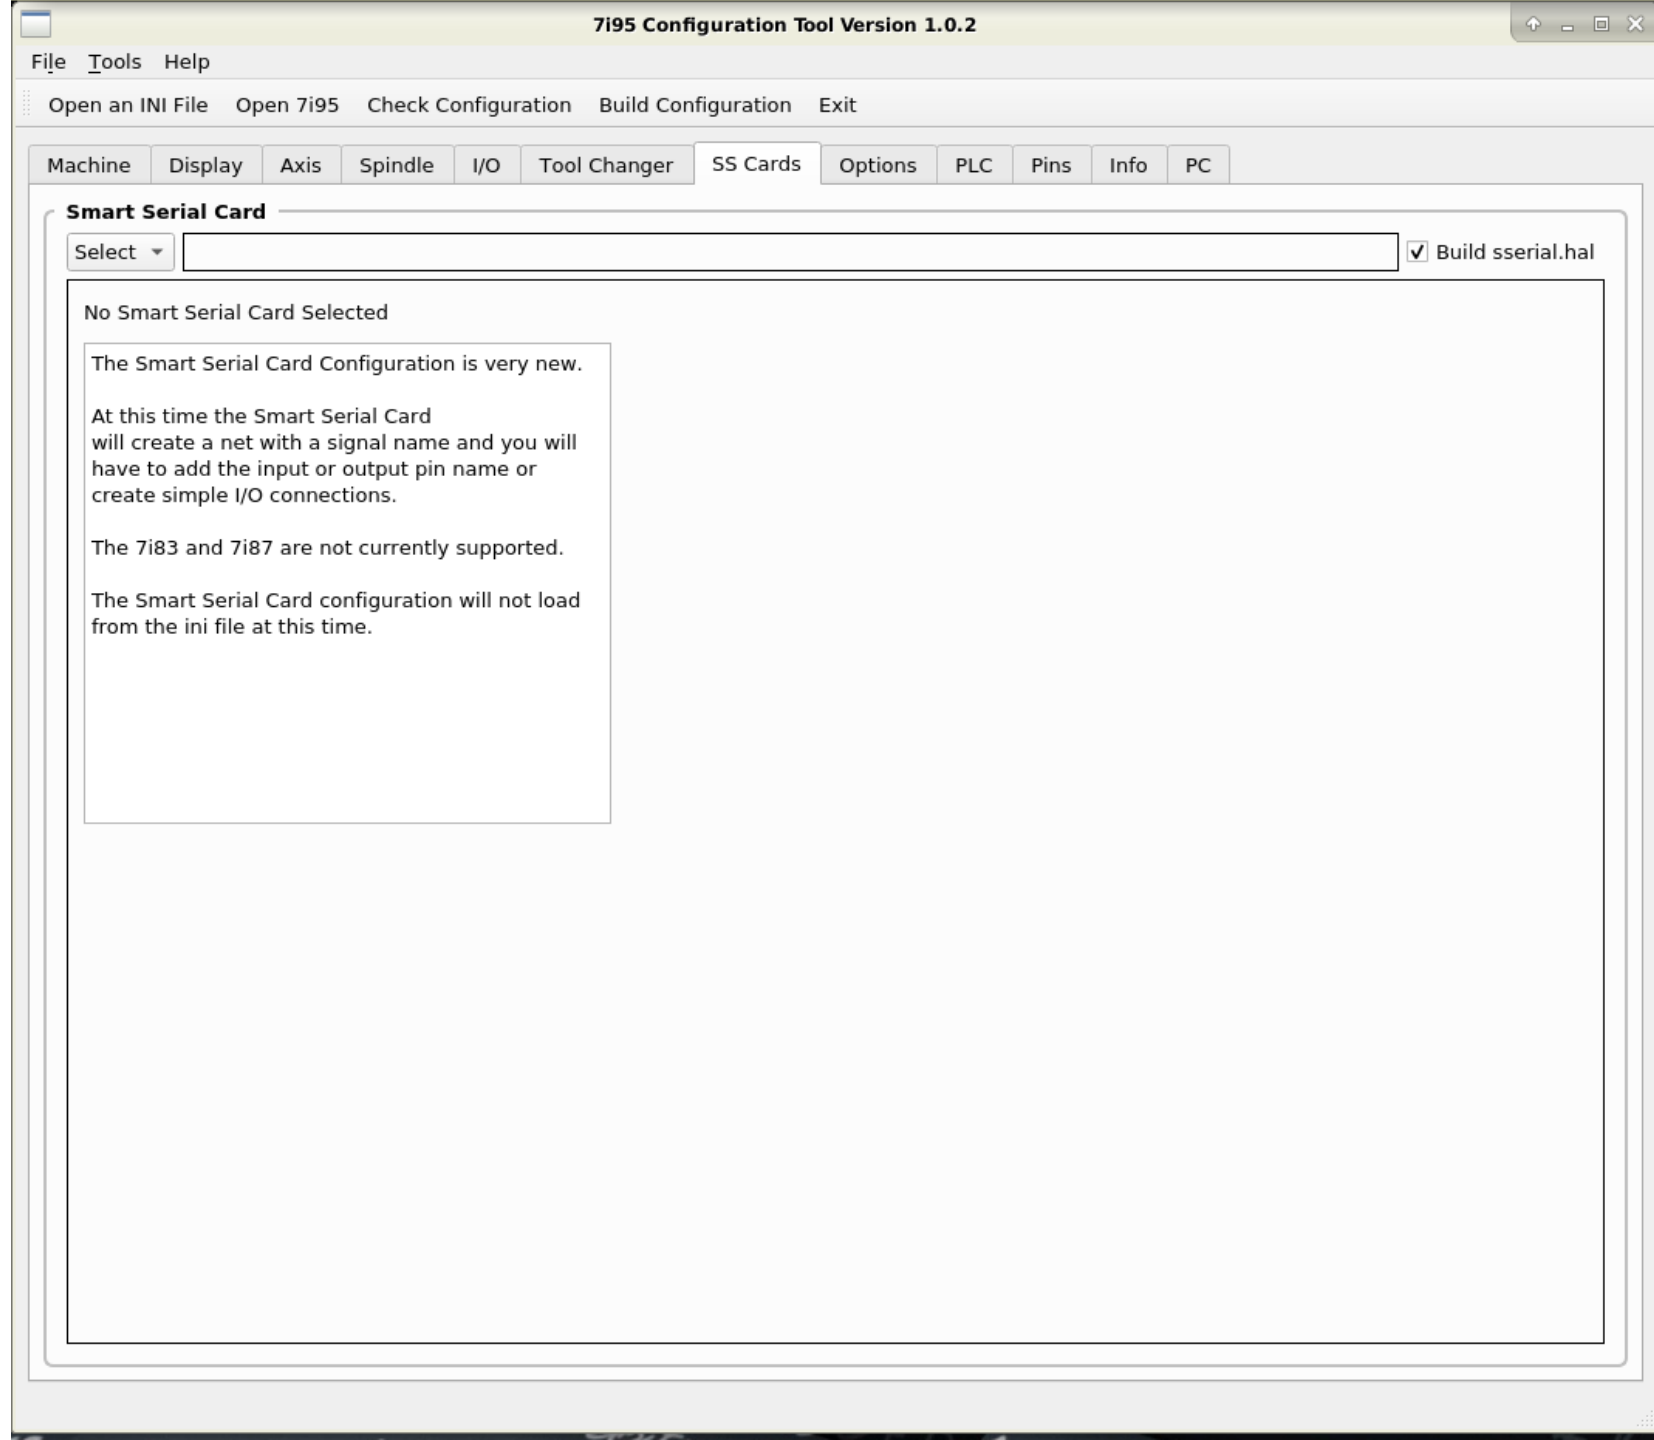 7i95 Configuration Tool Version 1.0.2
File Tools Help
Open an INI File Open 7i95 Check Configuration Build Configuration Exit
Machine Display Axis Spindle I/O Tool Changer SS Cards Options PLC Pins Info PC
Smart Serial Card
Select Build sserial.hal
No Smart Serial Card Selected
The Smart Serial Card Configuration is very new.
At this time the Smart Serial Card
will create a net with a signal name and you will
have to add the input or output pin name or
create simple I/O connections.
The 7i83 and 7i87 are not currently supported.
The Smart Serial Card configuration will not load
from the ini file at this time.